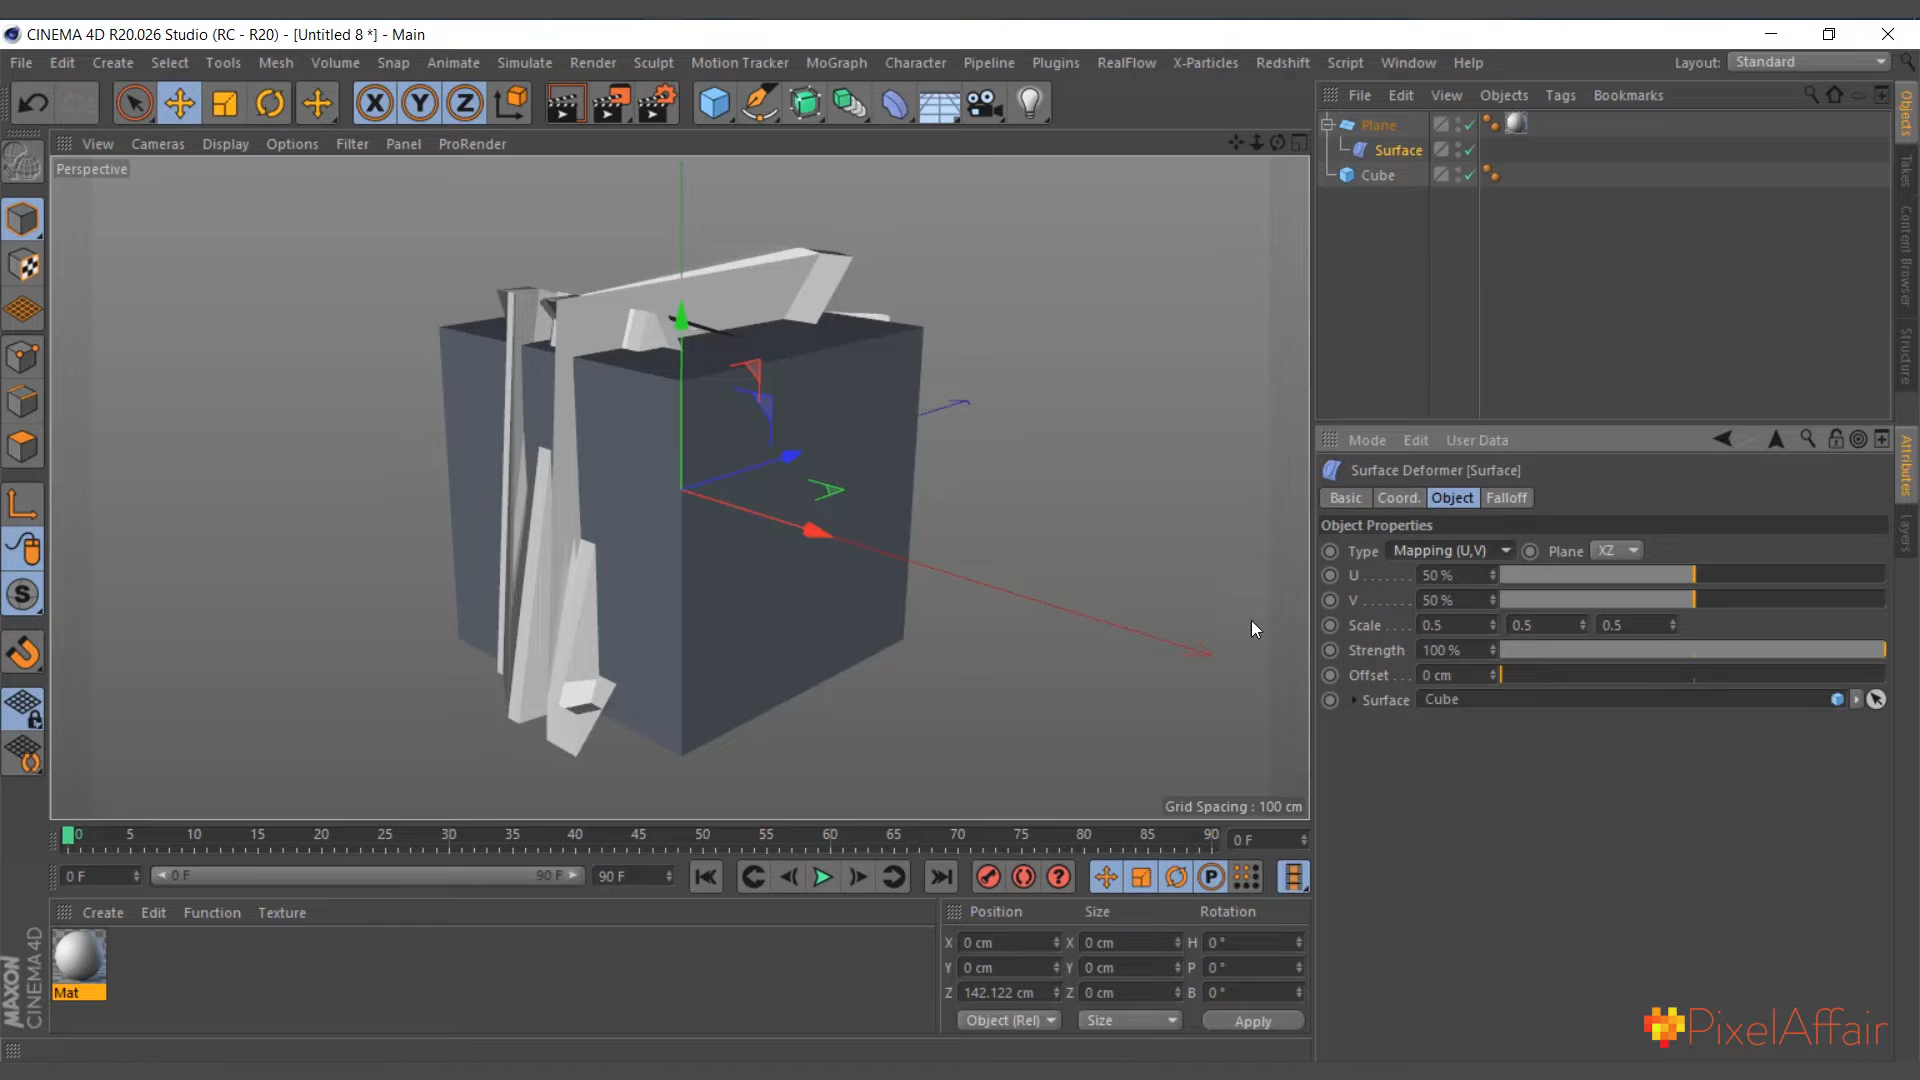 CINEMA 4D R20.026 Studio (RC - R20) - [Untitled 8 *] - Main
File Edit Create Select Tools Mesh Volume Snap Animate Simulate Render Sculpt Motion Tracker MoGraph Character Pipeline Plugins RealFlow X-Particles Redshift Script Window Help Layout: Standard
X Y Z
File Edit View Objects Tags Bookmarks
View Cameras Display Options Filter Panel ProRender
Perspective
Plane
Surface
Cube
Objects
Takes
Content Browser
Structure
Mode Edit User Data
Attributes
Layers
Surface Deformer [Surface]
Basic Coord. Object Falloff
Object Properties
Type Mapping (U,V) Plane XZ
U 50 %
V 50 %
Scale 0.5 0.5 0.5
Strength 100 %
Offset 0 cm
Surface Cube
S
Grid Spacing : 100 cm
0 5 10 15 20 25 30 35 40 45 50 55 60 65 70 75 80 85 90 0 F
0 F 0 F 90 F 90 F ? P
Create Edit Function Texture
Mat
Position Size Rotation
X 0 cm X 0 cm H 0 °
Y 0 cm Y 0 cm P 0 °
Z 142.122 cm Z 0 cm B 0 °
Object (Rel) Size Apply
MAXON
CINEMA 4D
PixelAffair